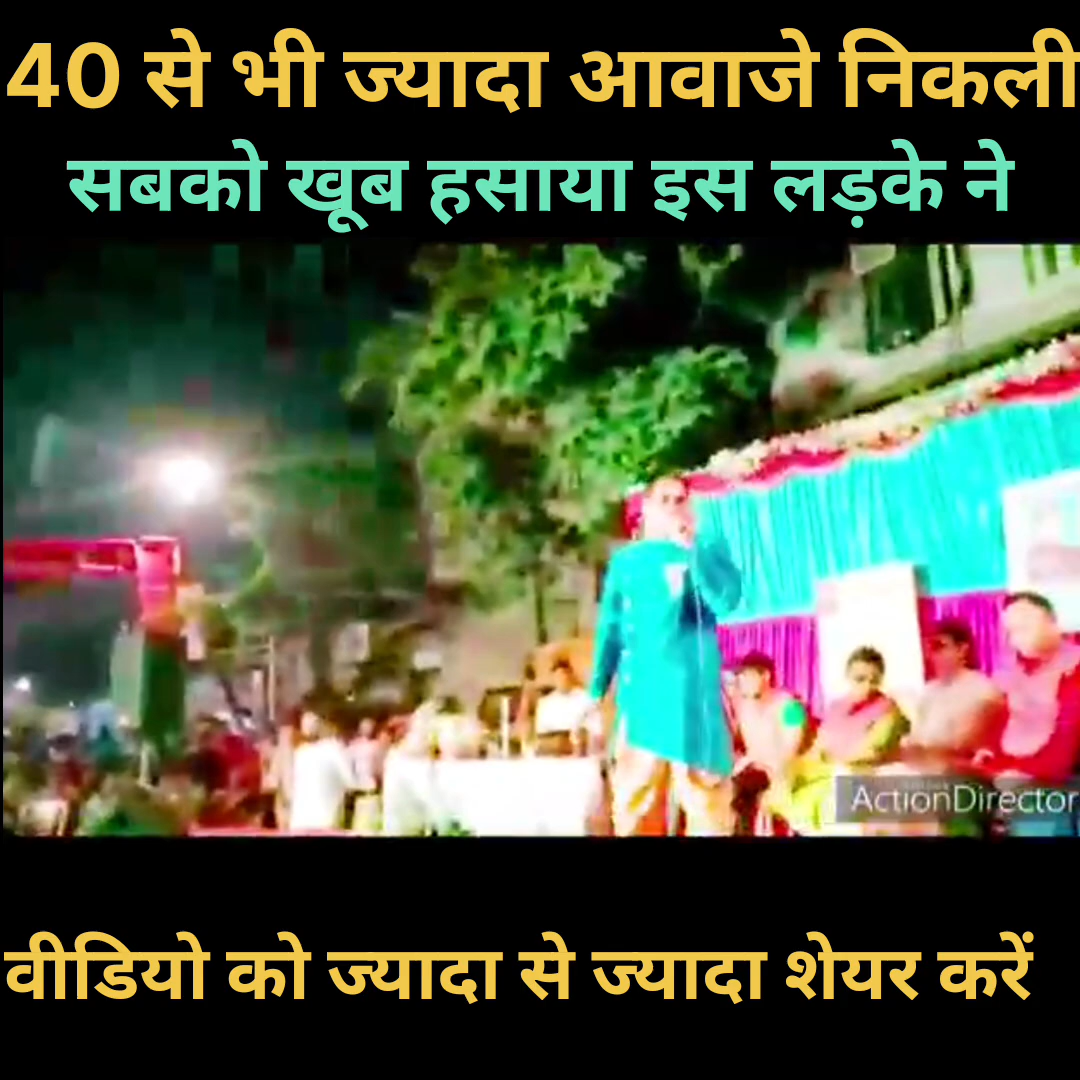 40 से भी ज्यादा आवाजे निकली
सबको खूब हसाया इस लड़के ने
ActionDirector
वीडियो को ज्यादा से ज्यादा शेयर करें